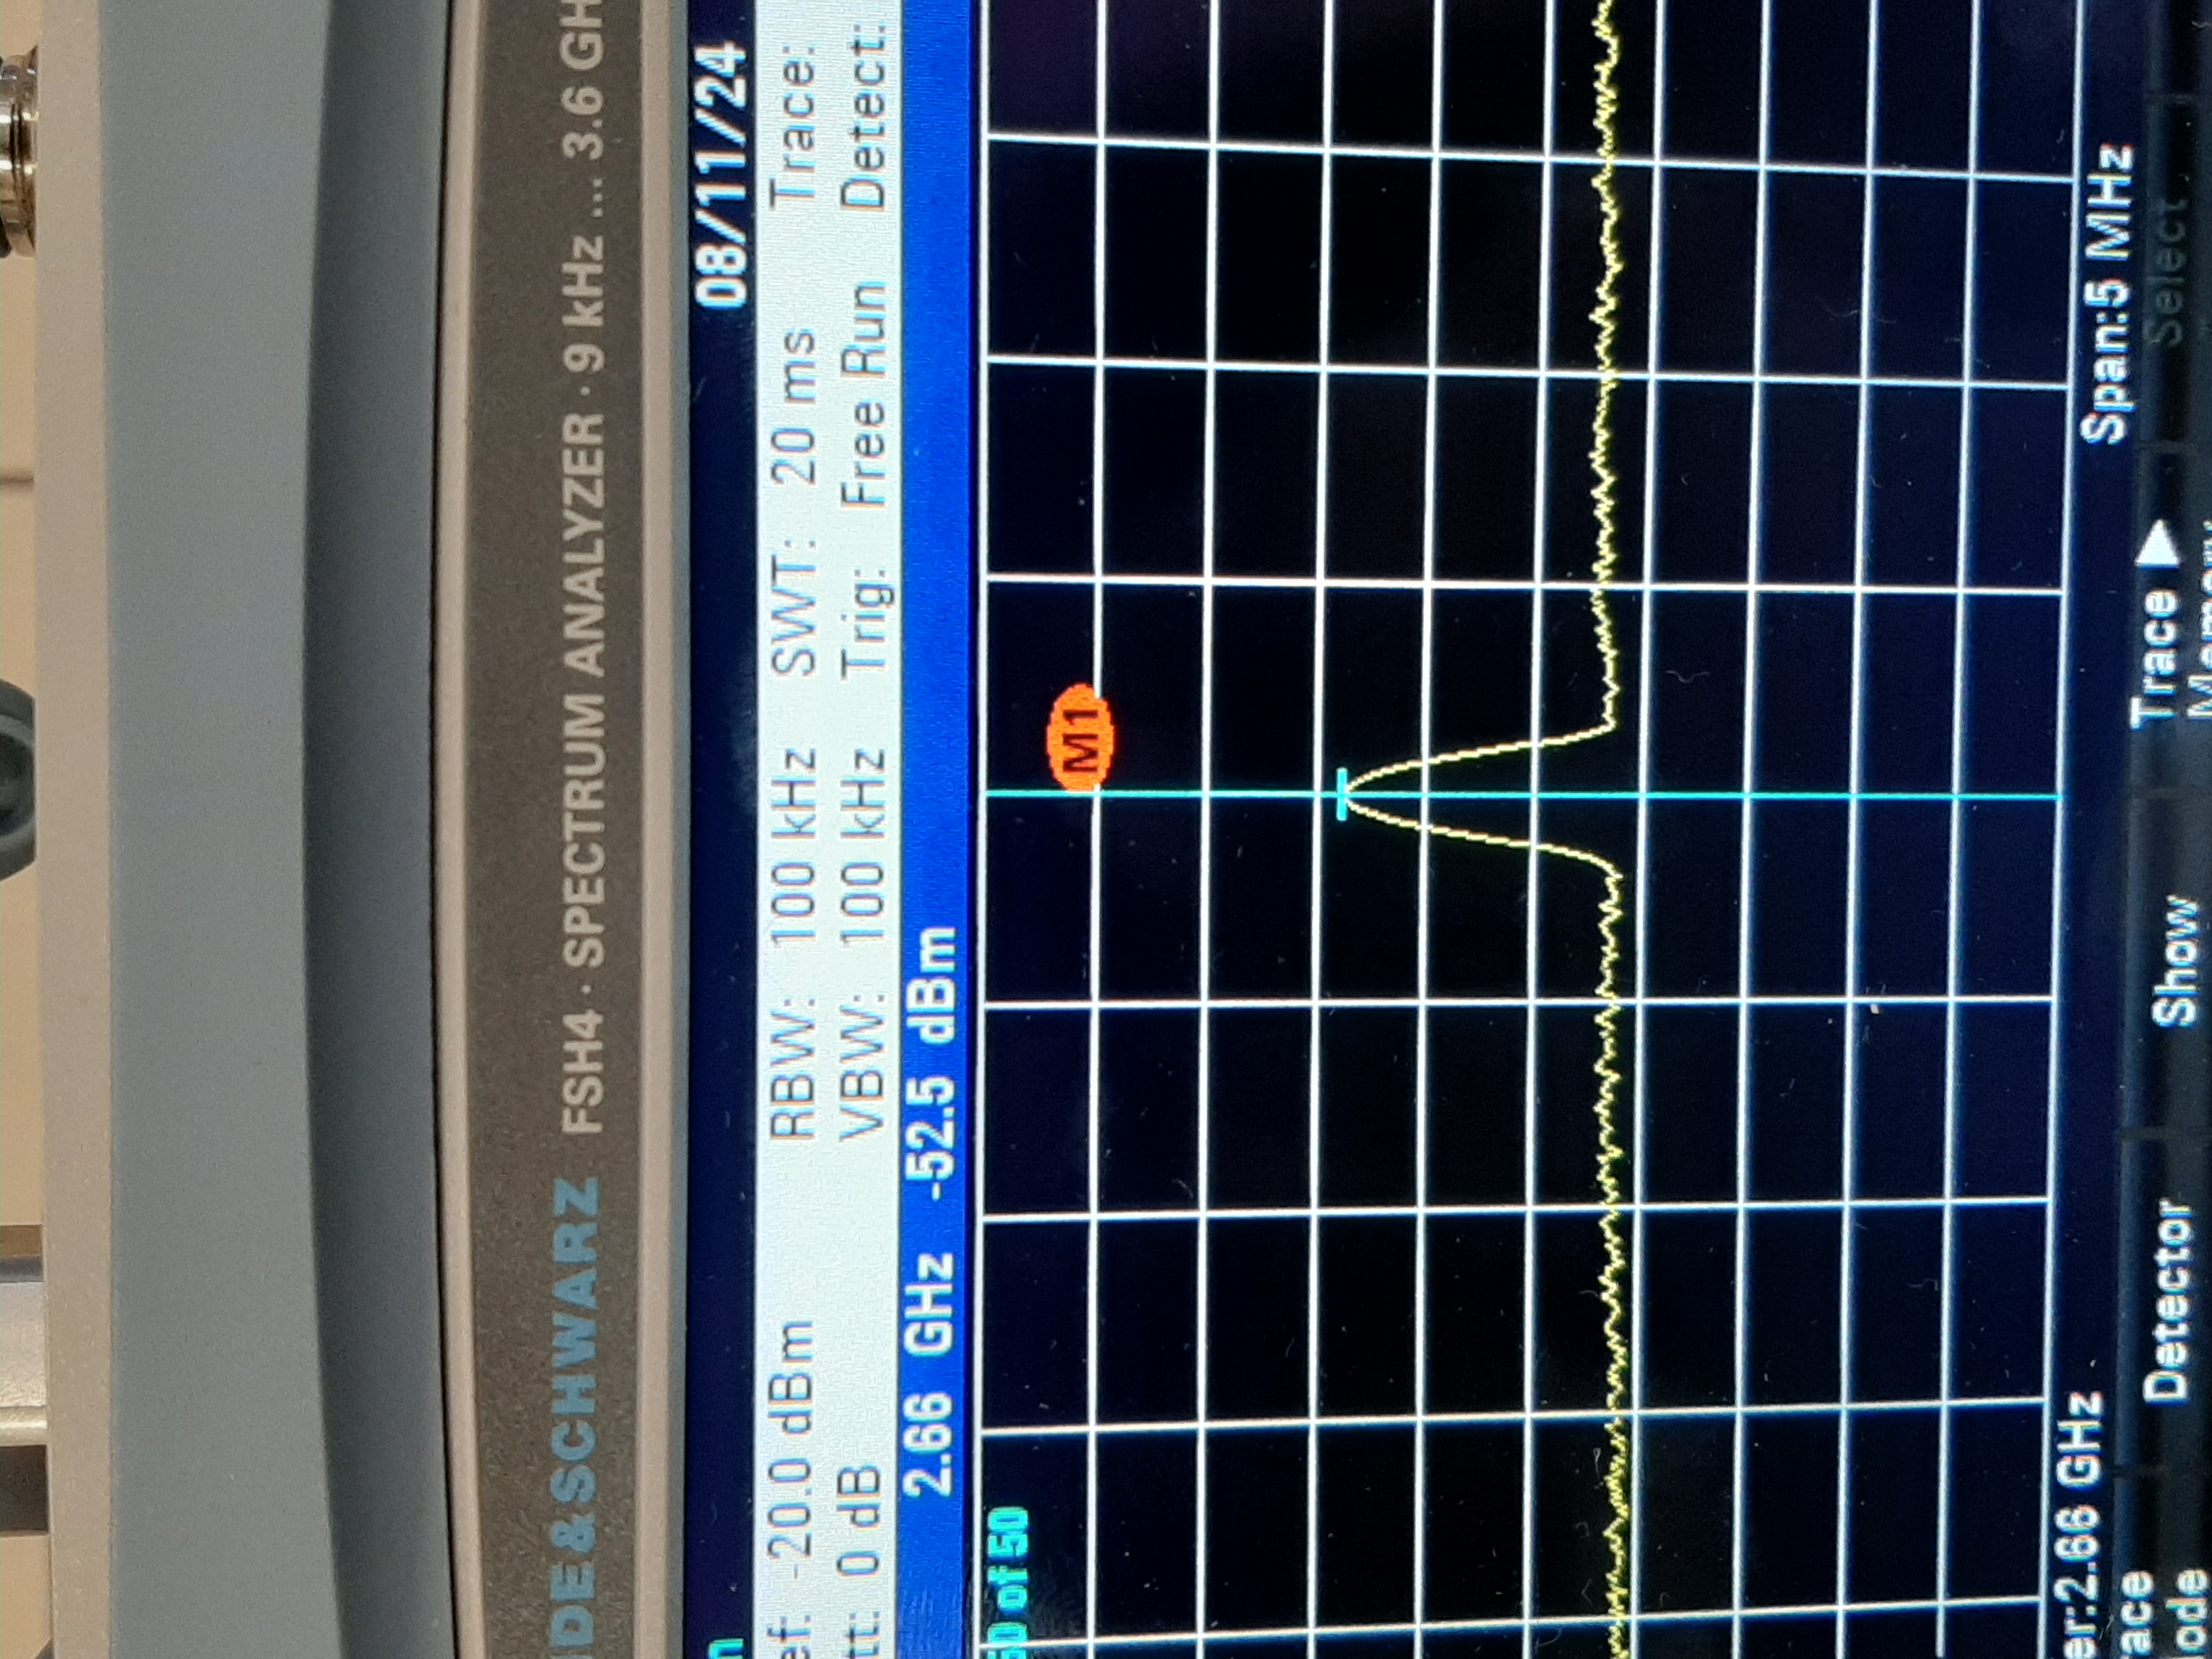 DE & SCHWARZ FSH4 · SPECTRUM ANALYZER · 9 kHz ... 3.6 GH
08/11/24
ef: -20.0 dBm RBW: 100 kHz SWT: 20 ms Trace:
tt: 0 dB VBW: 100 kHz Trig: Free Run Detect:
2.66 GHz -52.5 dBm
50 of 50
M1
er:2.66 GHz Span:5 MHz
ace Detector Show Trace ▶ Select
ode Memory